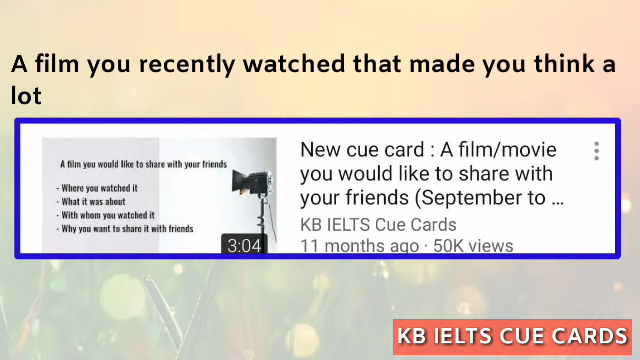 A film you recently watched that made you think a
lot
A film you would like to share with your friends
- Where you watched it
- What it was about
- With whom you watched it
- Why you want to share it with friends
3:04
New cue card : A film/movie
you would like to share with
your friends (September to ...
KB IELTS Cue Cards
11 months ago · 50K views
KB IELTS CUE CARDS